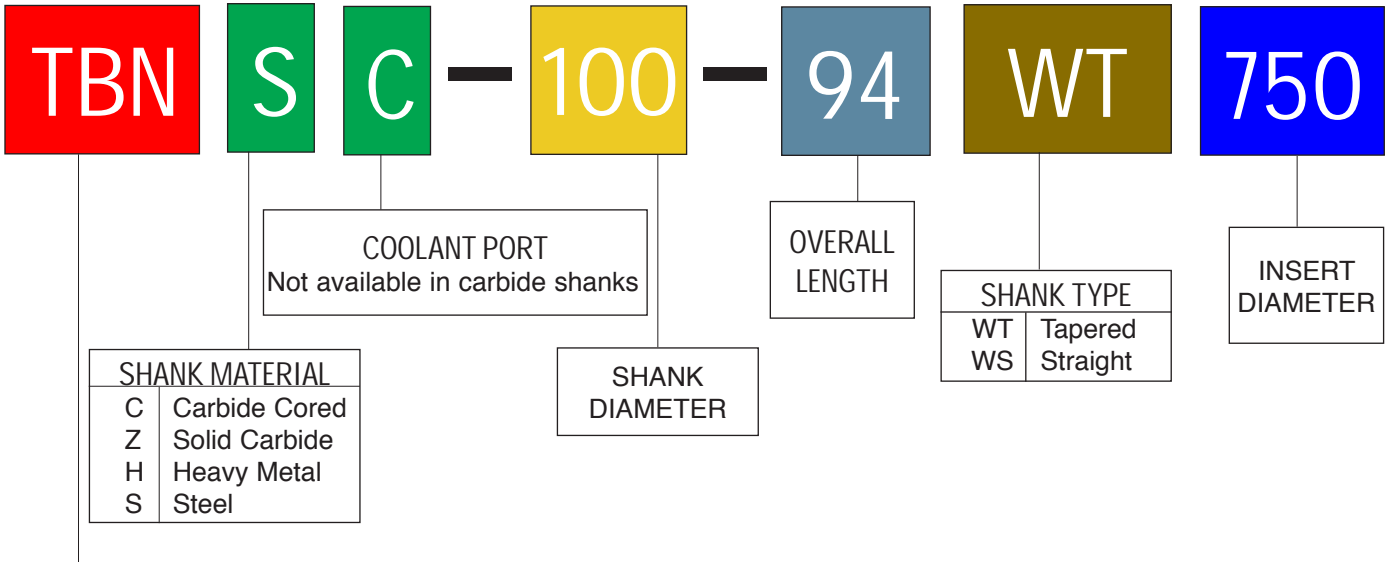 TBN S C - 100 - 94 WT 750
COOLANT PORT
Not available in carbide shanks
OVERALL
LENGTH
INSERT
DIAMETER
SHANK TYPE
WT Tapered
WS Straight
SHANK MATERIAL
C Carbide Cored
Z Solid Carbide
H Heavy Metal
S Steel
SHANK
DIAMETER